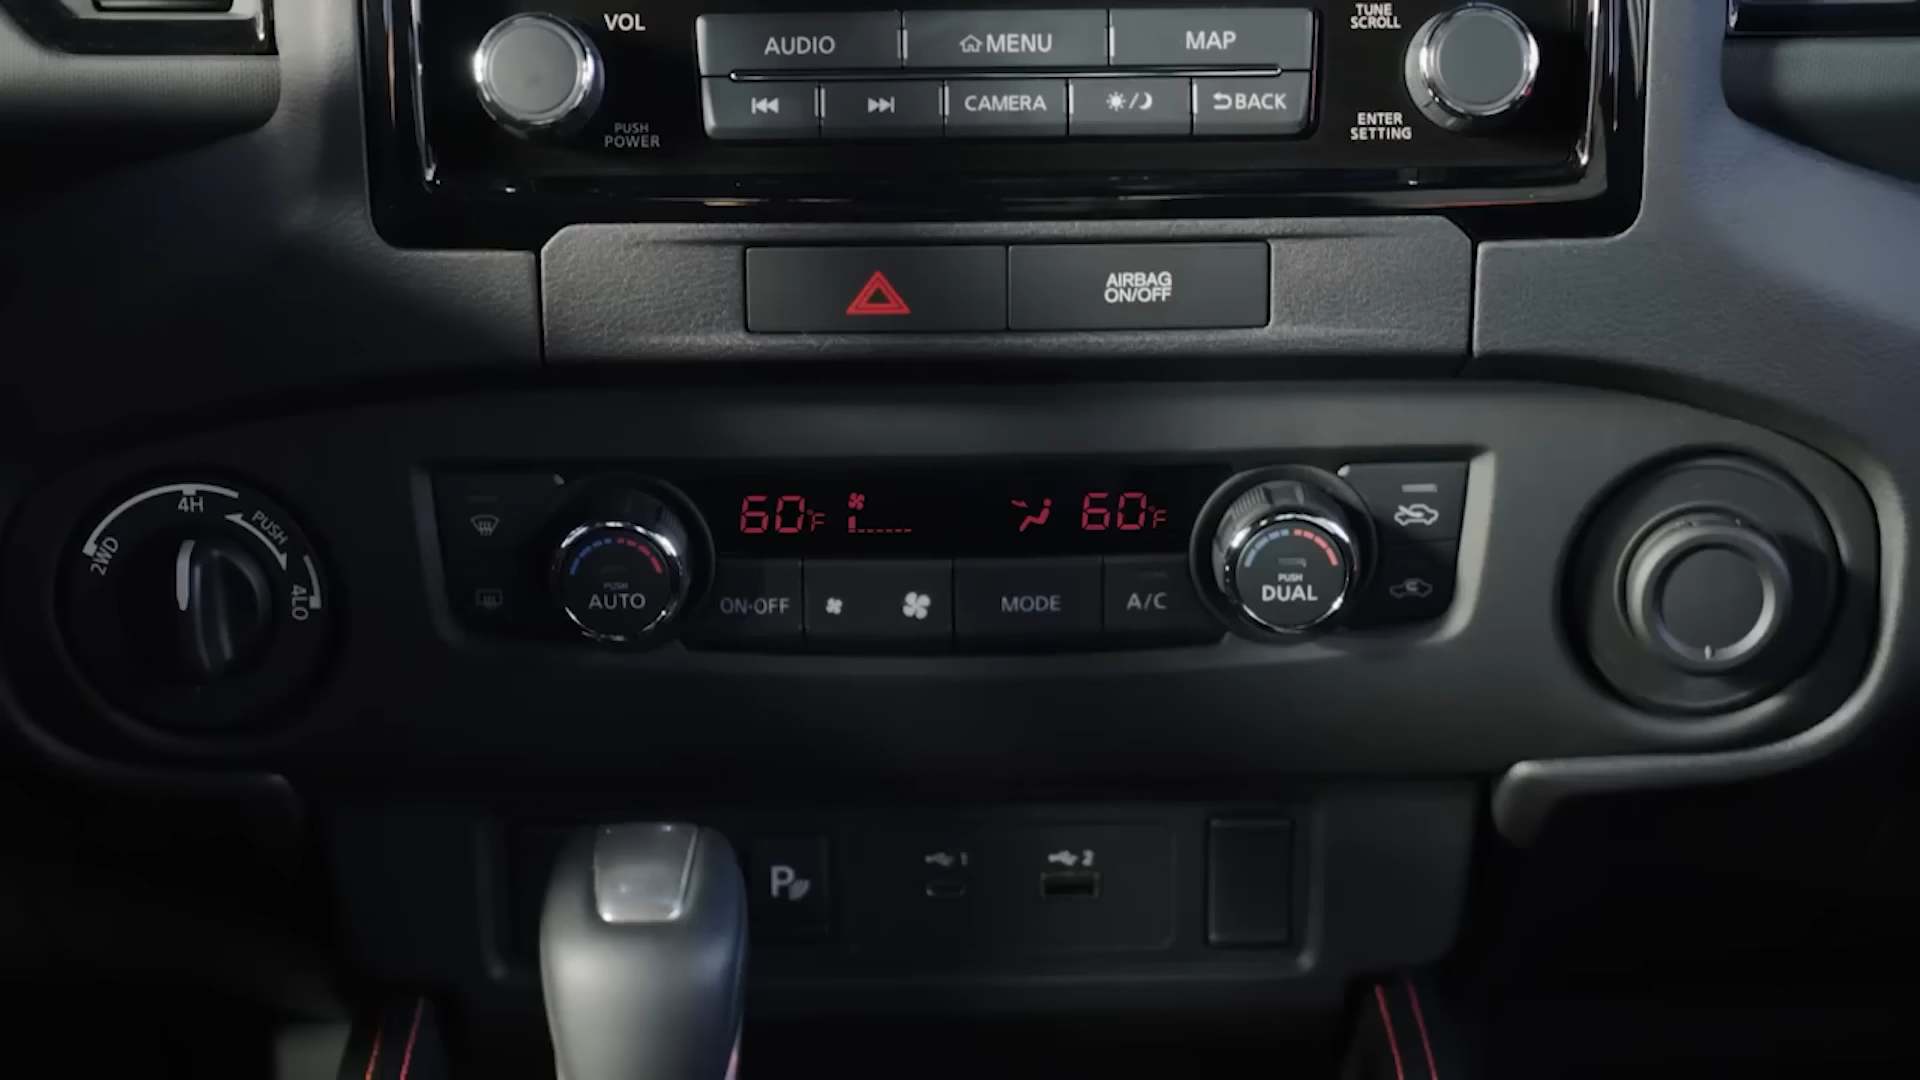 VOL
TUNE
SCROLL
AUDIO
MENU
MAP
CAMERA
BACK
PUSH
POWER
ENTER
SETTING
AIRBAG
ON/OFF
2WD
4H
PUSH
4LO
60°F
60°F
PUSH
AUTO
ON·OFF
MODE
A/C
PUSH
DUAL
P
1
2